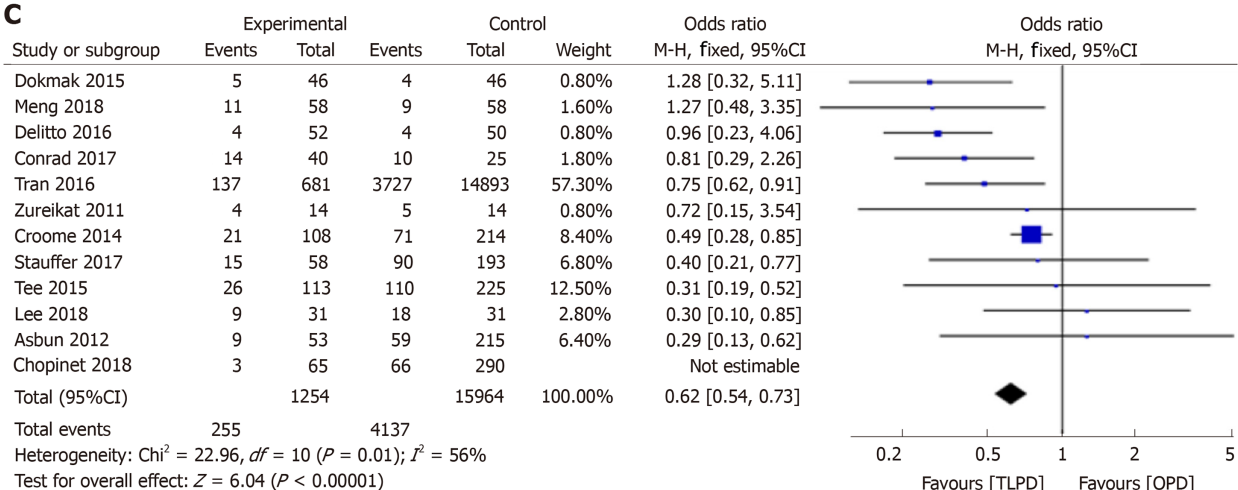 C
Experimental Control Odds ratio Odds ratio
Study or subgroup Events Total Events Total Weight M-H, fixed, 95%CI M-H, fixed, 95%CI
Dokmak 2015 5 46 4 46 0.80% 1.28 [0.32, 5.11]
Meng 2018 11 58 9 58 1.60% 1.27 [0.48, 3.35]
Delitto 2016 4 52 4 50 0.80% 0.96 [0.23, 4.06]
Conrad 2017 14 40 10 25 1.80% 0.81 [0.29, 2.26]
Tran 2016 137 681 3727 14893 57.30% 0.75 [0.62, 0.91]
Zureikat 2011 4 14 5 14 0.80% 0.72 [0.15, 3.54]
Croome 2014 21 108 71 214 8.40% 0.49 [0.28, 0.85]
Stauffer 2017 15 58 90 193 6.80% 0.40 [0.21, 0.77]
Tee 2015 26 113 110 225 12.50% 0.31 [0.19, 0.52]
Lee 2018 9 31 18 31 2.80% 0.30 [0.10, 0.85]
Asbun 2012 9 53 59 215 6.40% 0.29 [0.13, 0.62]
Chopinet 2018 3 65 66 290 Not estimable
Total (95%CI) 1254 15964 100.00% 0.62 [0.54, 0.73]
Total events 255 4137
Heterogeneity: Chi² = 22.96, df = 10 (P = 0.01); I² = 56%
0.2 0.5 1 2 5
Test for overall effect: Z = 6.04 (P < 0.00001)
Favours [TLPD] Favours [OPD]